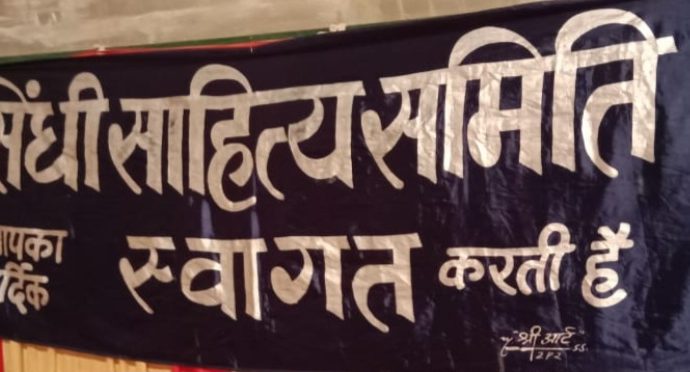 सिंधी साहित्य समिति
आपका
हार्दिक स्वागत करती है
"श्री आर्ट"